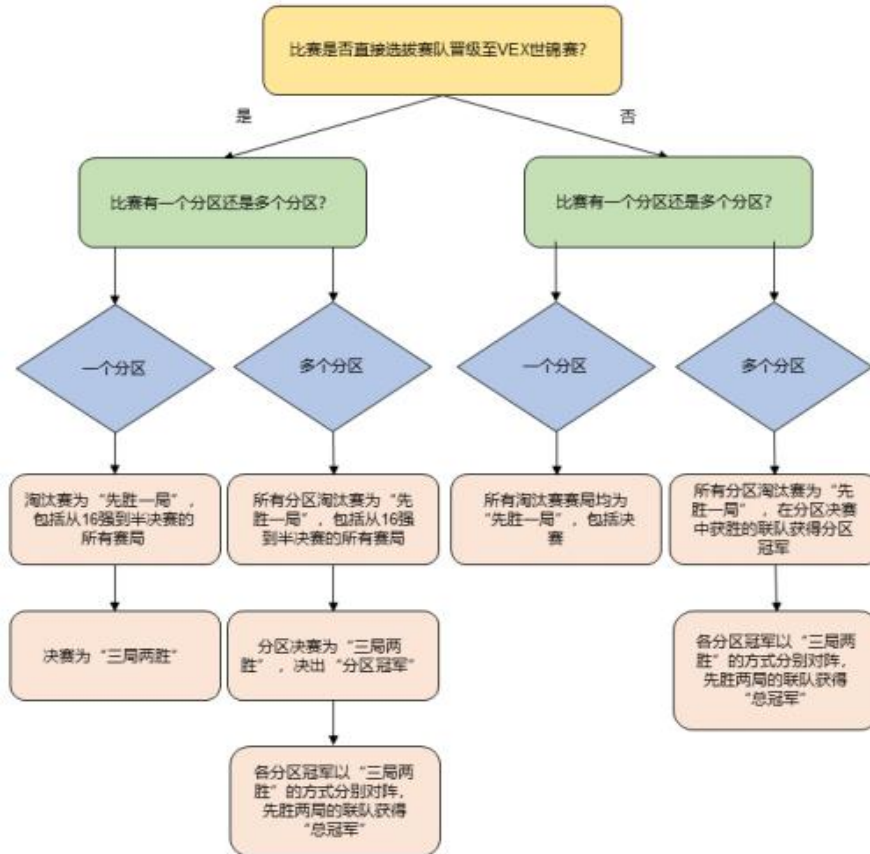 比赛是否直接选拔赛队晋级至VEX世锦赛?
是
否
比赛有一个分区还是多个分区?
比赛有一个分区还是多个分区?
一个分区
多个分区
一个分区
多个分区
淘汰赛为“先胜一局”,
包括从16强到半决赛的
所有赛局
所有分区淘汰赛为“先
胜一局”,包括从16强
到半决赛的所有赛局
所有淘汰赛赛局均为
“先胜一局”,包括决
赛
所有分区淘汰赛为“先
胜一局”,在分区决赛
中获胜的联队获得分区
冠军
决赛为“三局两胜”
分区决赛为“三局两
胜”,决出“分区冠军”
各分区冠军以“三局两
胜”的方式分别对阵,
先胜两局的联队获得
“总冠军”
各分区冠军以“三局两
胜”的方式分别对阵,
先胜两局的联队获得
“总冠军”